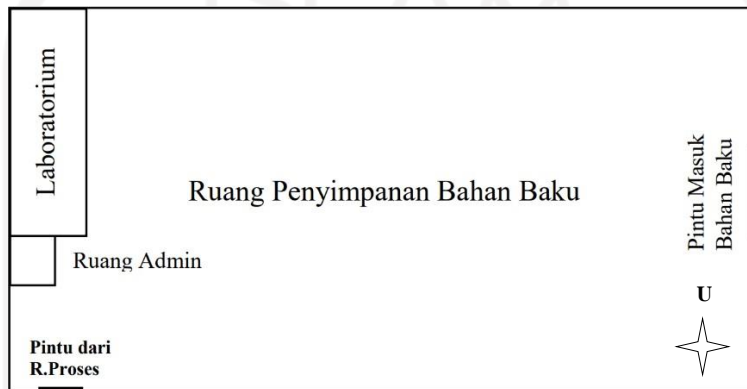 Laboratorium
Ruang Penyimpanan Bahan Baku
Pintu Masuk
Bahan Baku
Ruang Admin
U
Pintu dari
R.Proses